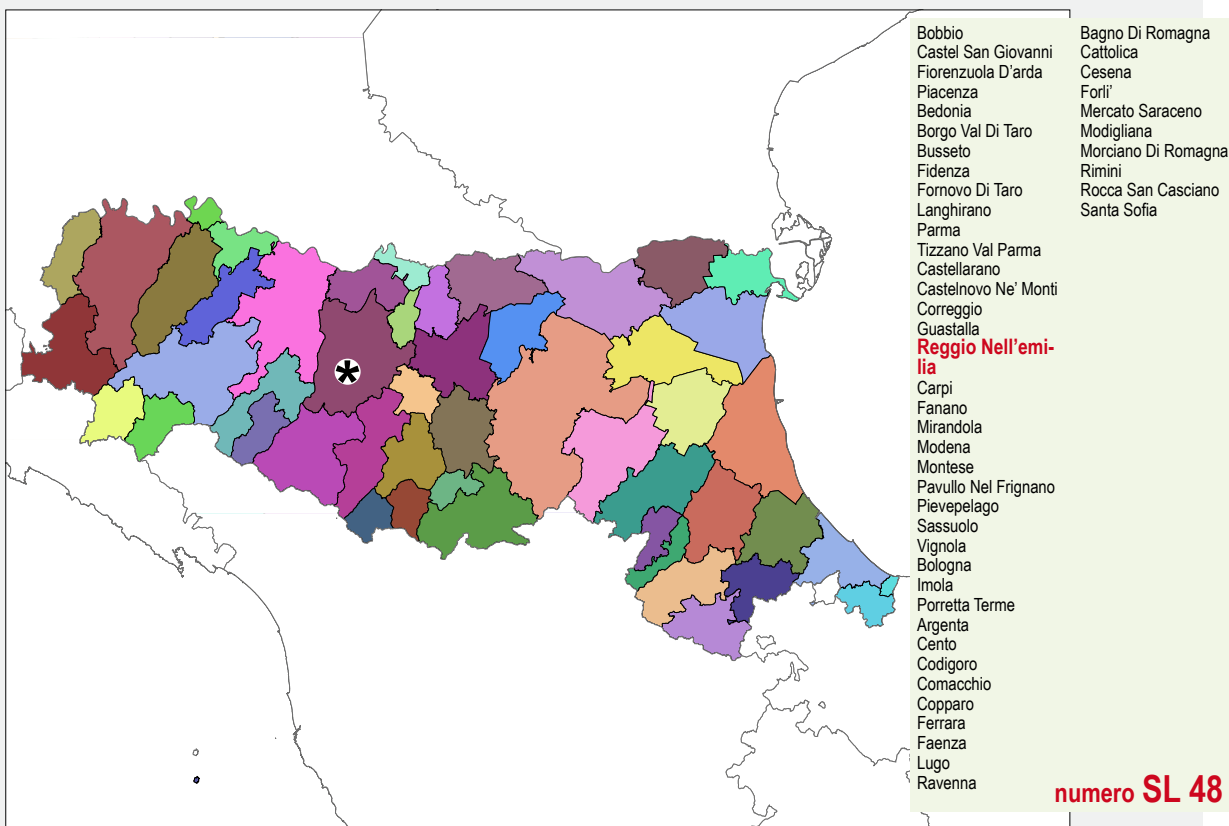 Bobbio
Castel San Giovanni
Fiorenzuola D'arda
Piacenza
Bedonia
Borgo Val Di Taro
Busseto
Fidenza
Fornovo Di Taro
Langhirano
Parma
Tizzano Val Parma
Castellarano
Castelnovo Ne' Monti
Correggio
Guastalla
Reggio Nell'emi-
lia
Carpi
Fanano
Mirandola
Modena
Montese
Pavullo Nel Frignano
Pievepelago
Sassuolo
Vignola
Bologna
Imola
Porretta Terme
Argenta
Cento
Codigoro
Comacchio
Copparo
Ferrara
Faenza
Lugo
Ravenna
Bagno Di Romagna
Cattolica
Cesena
Forli'
Mercato Saraceno
Modigliana
Morciano Di Romagna
Rimini
Rocca San Casciano
Santa Sofia
numero SL 48
*